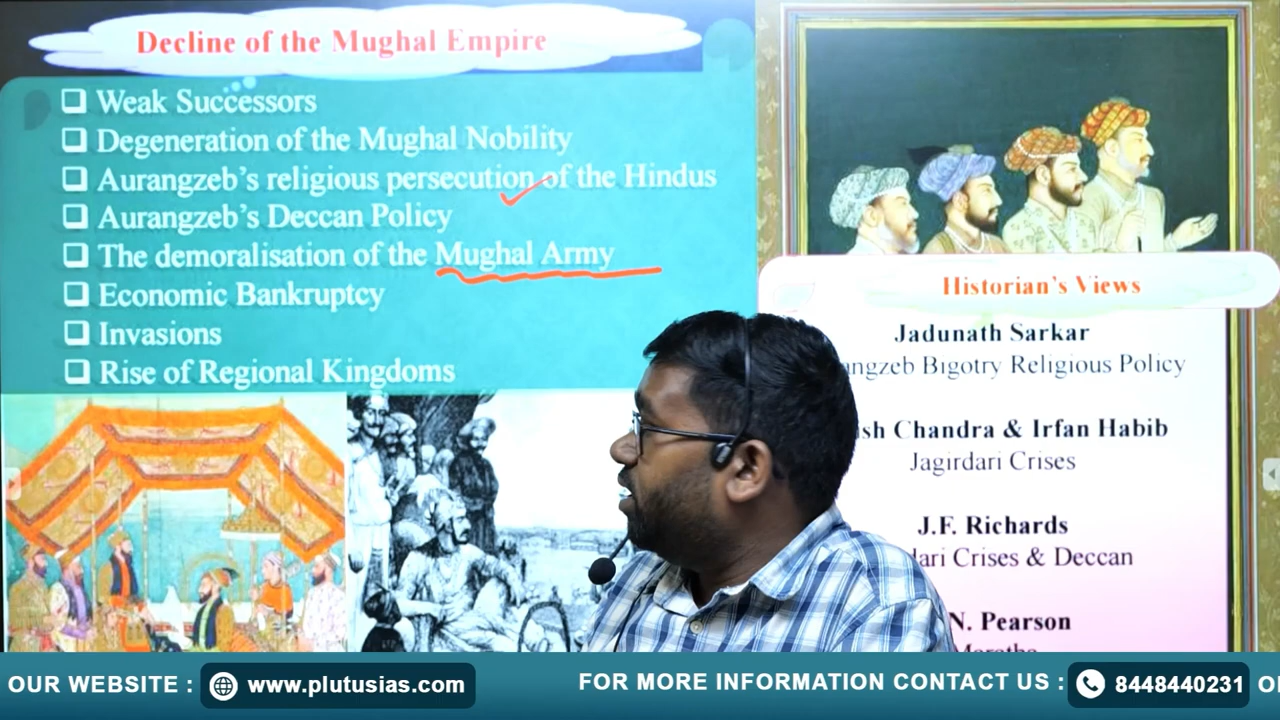 Decline of the Mughal Empire
Weak Successors
Degeneration of the Mughal Nobility
Aurangzeb's religious persecution of the Hindus
Aurangzeb's Deccan Policy
The demoralisation of the Mughal Army
Economic Bankruptcy
Invasions
Rise of Regional Kingdoms
Historian's Views
Jadunath Sarkar
ngzeb Bigotry Religious Policy
sh Chandra & Irfan Habib
Jagirdari Crises
J.F. Richards
dari Crises & Deccan
N. Pearson
OUR WEBSITE : www.plutusias.com FOR MORE INFORMATION CONTACT US : 8448440231